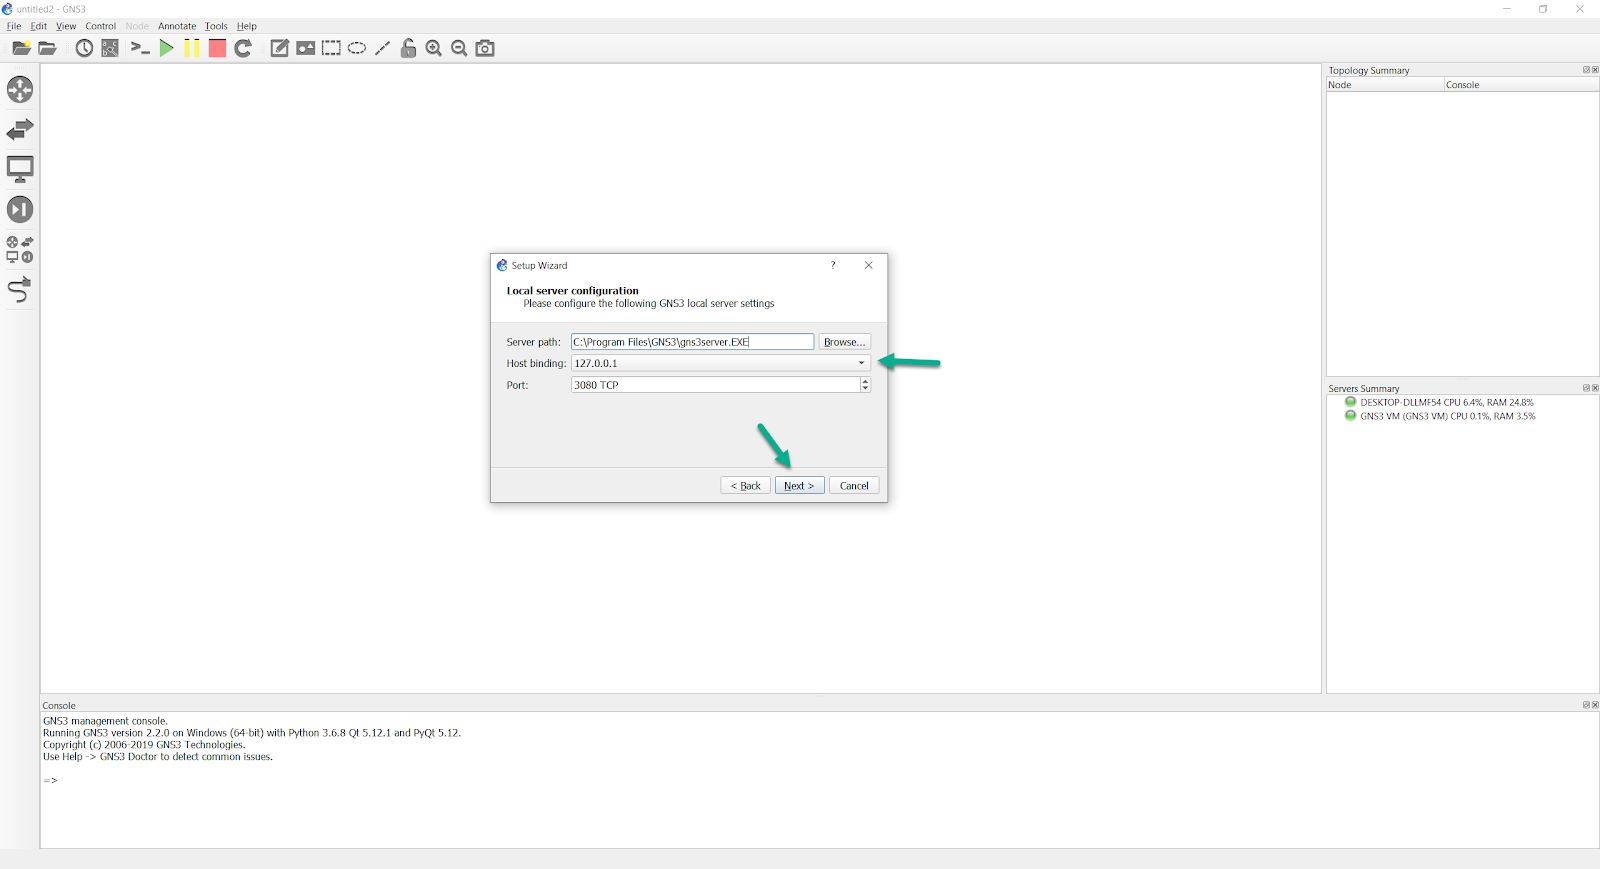 untitled2 - GNS3
File Edit View Control Node Annotate Tools Help
Topology Summary
Node Console
Setup Wizard ?
Local server configuration
Please configure the following GNS3 local server settings
Server path: C:\Program Files\GNS3\gns3server.EXE Browse...
Host binding: 127.0.0.1
Port: 3080 TCP
< Back Next > Cancel
Servers Summary
DESKTOP-DLLMF54 CPU 6.4%, RAM 24.8%
GNS3 VM (GNS3 VM) CPU 0.1%, RAM 3.5%
Console
GNS3 management console.
Running GNS3 version 2.2.0 on Windows (64-bit) with Python 3.6.8 Qt 5.12.1 and PyQt 5.12.
Copyright (c) 2006-2019 GNS3 Technologies.
Use Help -> GNS3 Doctor to detect common issues.
=>